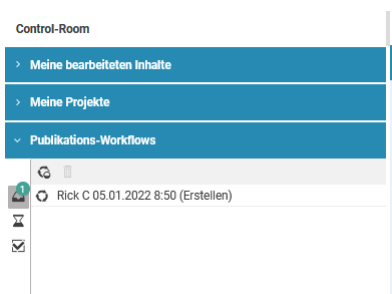 Control-Room
Meine bearbeiteten Inhalte
Meine Projekte
Publikations-Workflows
1
Rick C 05.01.2022 8:50 (Erstellen)